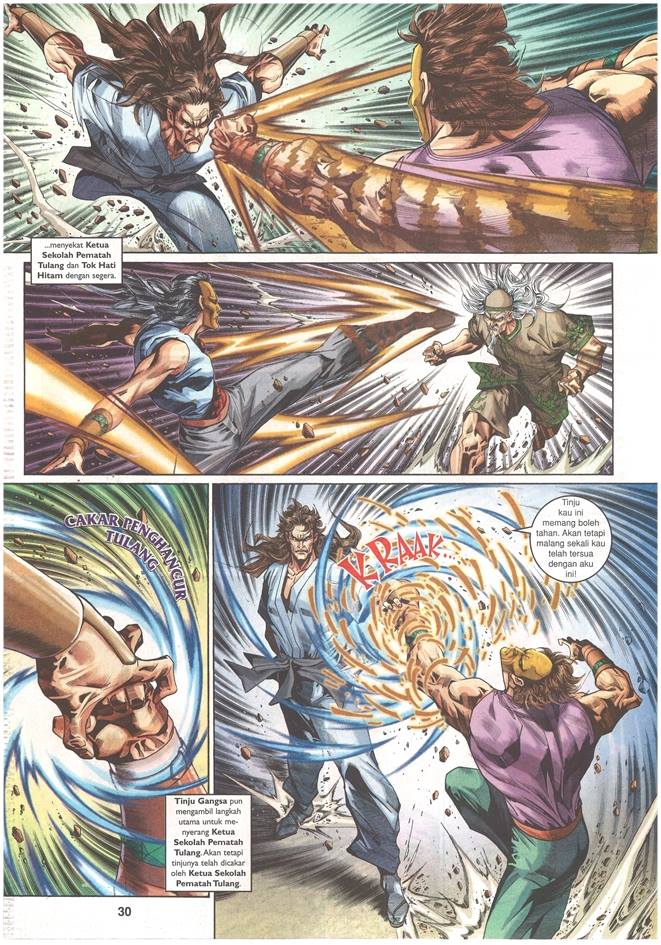 ...menyekat Ketua
Sekolah Pematah
Tulang dan Tok Hati
Hitam dengan segera.
CAKAR PENGHANCUR
TULANG
KRAAK
Tinju
kau ini
memang boleh
tahan. Akan tetapi
malang sekali kau
telah tersua
dengan aku
ini!
Tinju Gangsa pun
mengambil langkah
utama untuk me-
nyerang Ketua
Sekolah Pematah
Tulang. Akan tetapi
tinjunya telah dicakar
oleh Ketua Sekolah
Pematah Tulang.
30